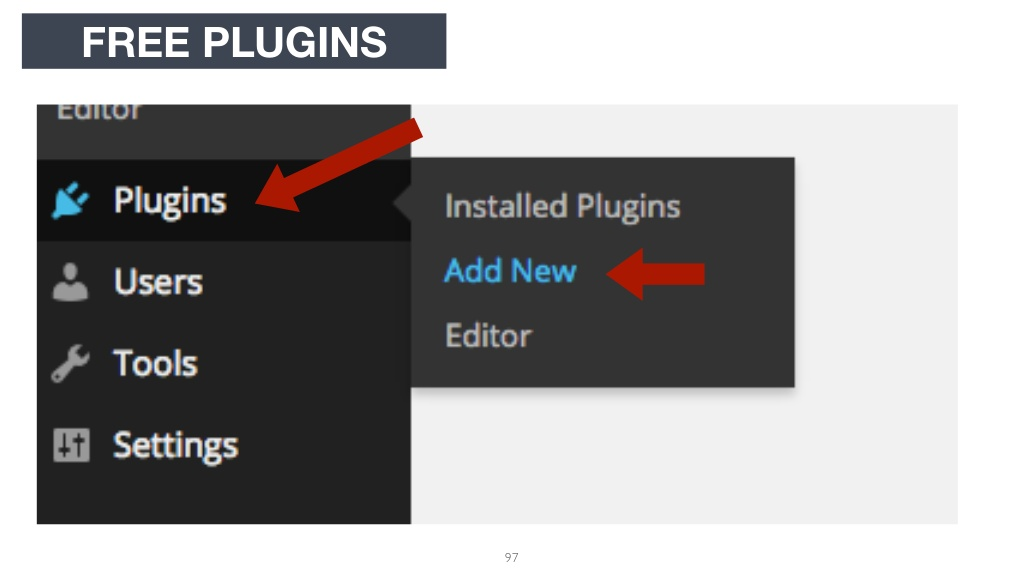 FREE PLUGINS
Editor
Plugins
Installed Plugins
Add New
Editor
Users
Tools
Settings
97